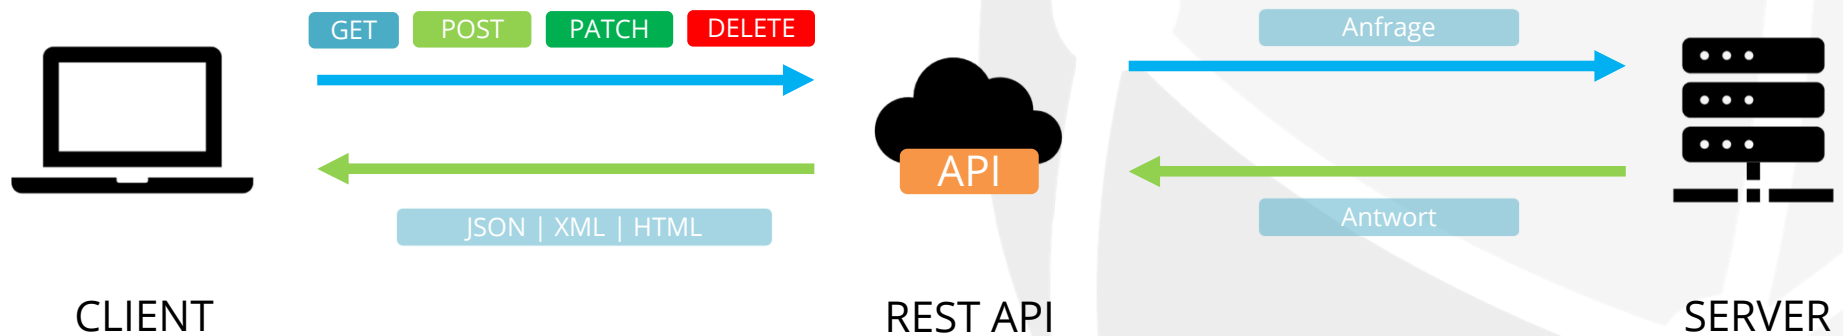 GET POST PATCH DELETE
Anfrage
API
JSON | XML | HTML
Antwort
CLIENT
REST API
SERVER